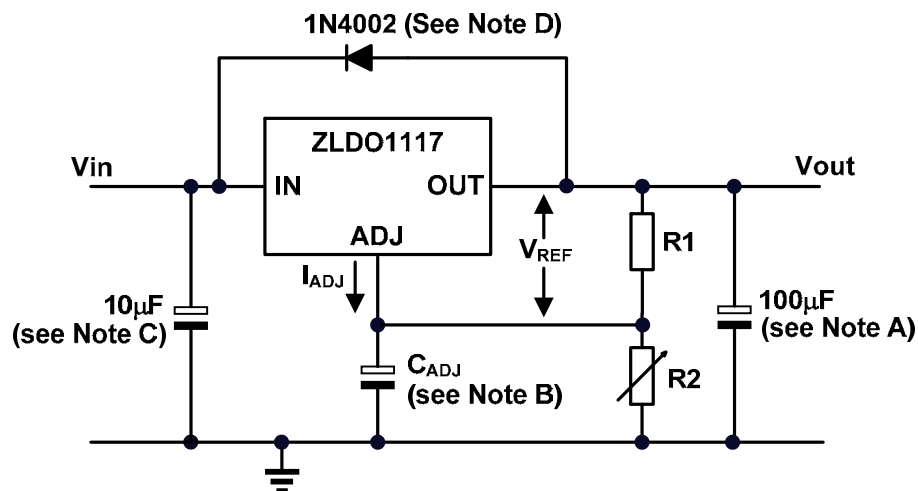 1N4002 (See Note D)
ZLDO1117
Vin
Vout
IN
OUT
ADJ
VREF
R1
IADJ
10μF
(see Note C)
100μF
(see Note A)
CADJ
(see Note B)
R2